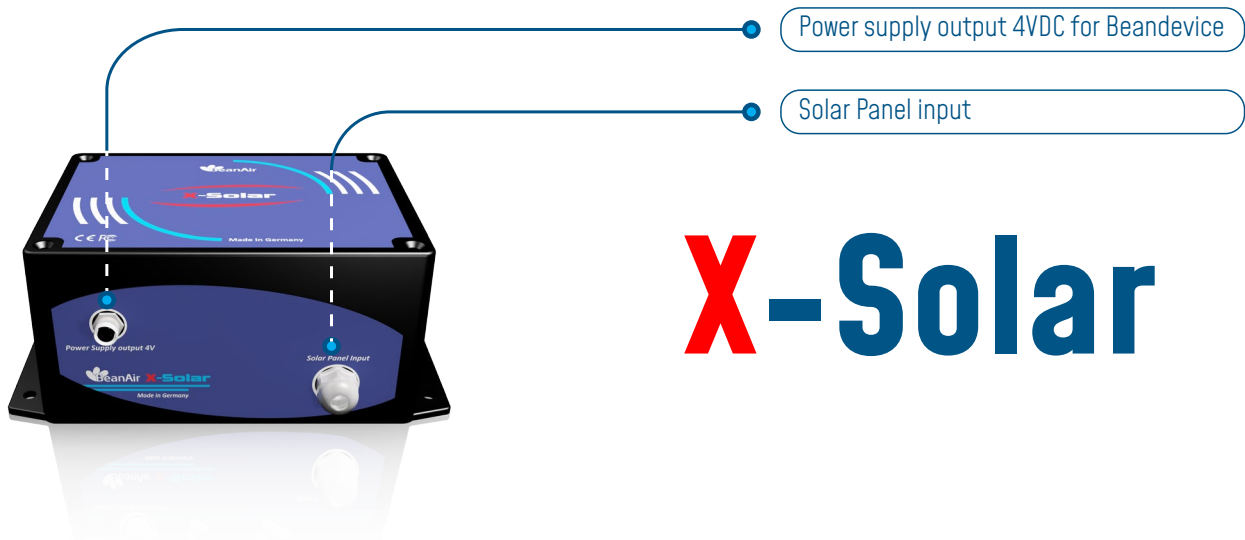 Power supply output 4VDC for Beandevice
Solar Panel input
BeanAir
X-Solar
CE FC
Made in Germany
X-Solar
Power Supply output 4V
Solar Panel Input
BeanAir X-Solar
Made in Germany